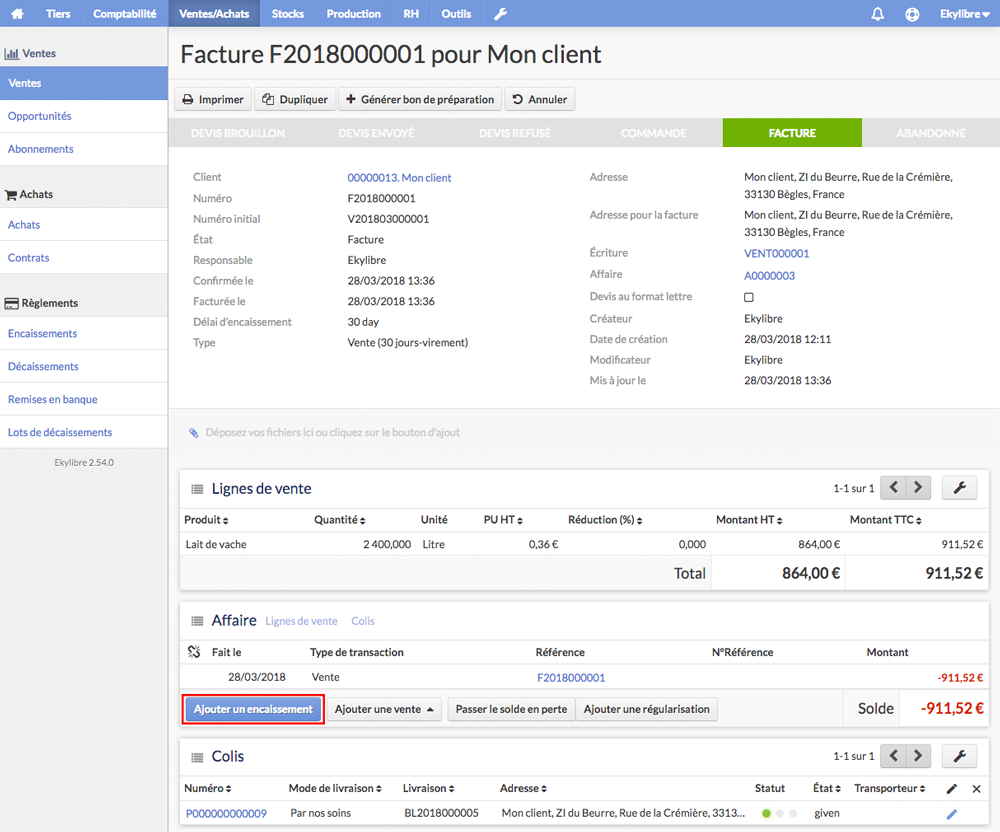 Tiers Comptabilité Ventes/Achats Stocks Production RH Outils Ekylibre
Ventes
Ventes
Opportunités
Abonnements
Achats
Achats
Contrats
Règlements
Encaissements
Décaissements
Remises en banque
Lots de décaissements
Ekylibre 2.54.0
Facture F2018000001 pour Mon client
Imprimer Dupliquer Générer bon de préparation Annuler
DEVIS BROUILLON DEVIS ENVOYÉ DEVIS REFUSÉ COMMANDE FACTURE ABANDONNÉ
Client 00000013, Mon client
Numéro F2018000001
Numéro initial V201803000001
État Facture
Responsable Ekylibre
Confirmée le 28/03/2018 13:36
Facturée le 28/03/2018 13:36
Délai d'encaissement 30 day
Type Vente (30 jours-virement)
Adresse Mon client, ZI du Beurre, Rue de la Crémière,
33130 Bègles, France
Adresse pour la facture Mon client, ZI du Beurre, Rue de la Crémière,
33130 Bègles, France
Écriture VENT000001
Affaire A0000003
Devis au format lettre
Créateur Ekylibre
Date de création 28/03/2018 12:11
Modificateur Ekylibre
Mis à jour le 28/03/2018 13:36
Déposez vos fichiers ici ou cliquez sur le bouton d'ajout
Lignes de vente 1-1 sur 1
Produit Quantité Unité PU HT Réduction (%) Montant HT Montant TTC
Lait de vache 2 400,000 Litre 0,36 € 0,000 864,00 € 911,52 €
Total 864,00 € 911,52 €
Affaire Lignes de vente Colis
Fait le Type de transaction Référence N°Référence Montant
28/03/2018 Vente F2018000001 -911,52 €
Ajouter un encaissement Ajouter une vente Passer le solde en perte Ajouter une régularisation Solde -911,52 €
Colis 1-1 sur 1
Numéro Mode de livraison Livraison Adresse Statut État Transporteur
P000000000009 Par nos soins BL2018000005 Mon client, ZI du Beurre, Rue de la Crémière, 3313... given